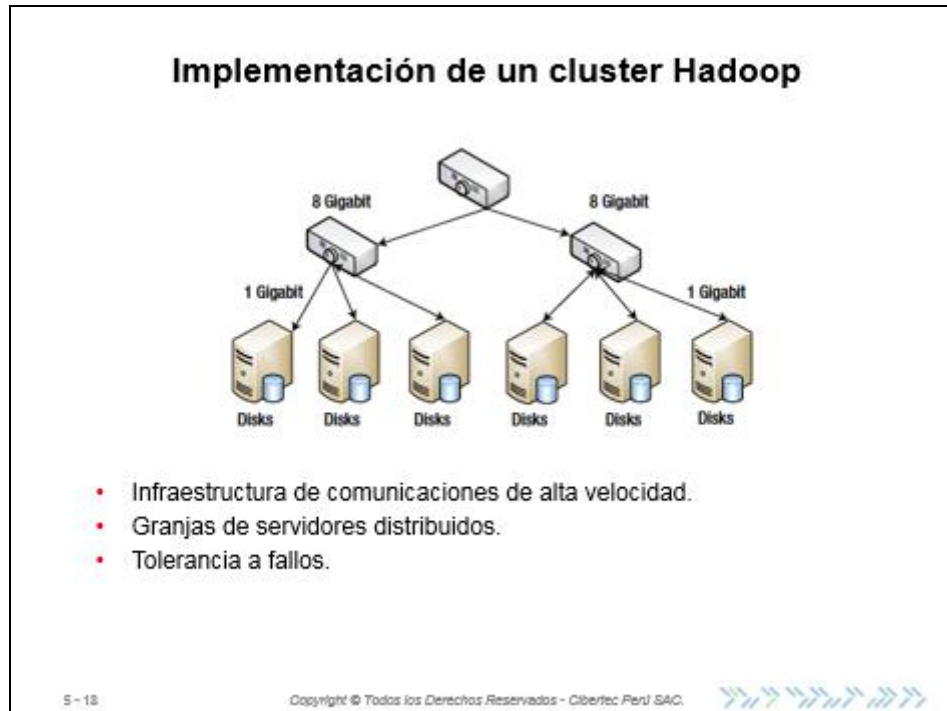 Implementación de un cluster Hadoop
8 Gigabit
8 Gigabit
1 Gigabit
1 Gigabit
Disks
Disks
Disks
Disks
Disks
Disks
• Infraestructura de comunicaciones de alta velocidad.
• Granjas de servidores distribuidos.
• Tolerancia a fallos.
5 - 18
Copyright © Todos los Derechos Reservados - Cibertec Perú SAC.